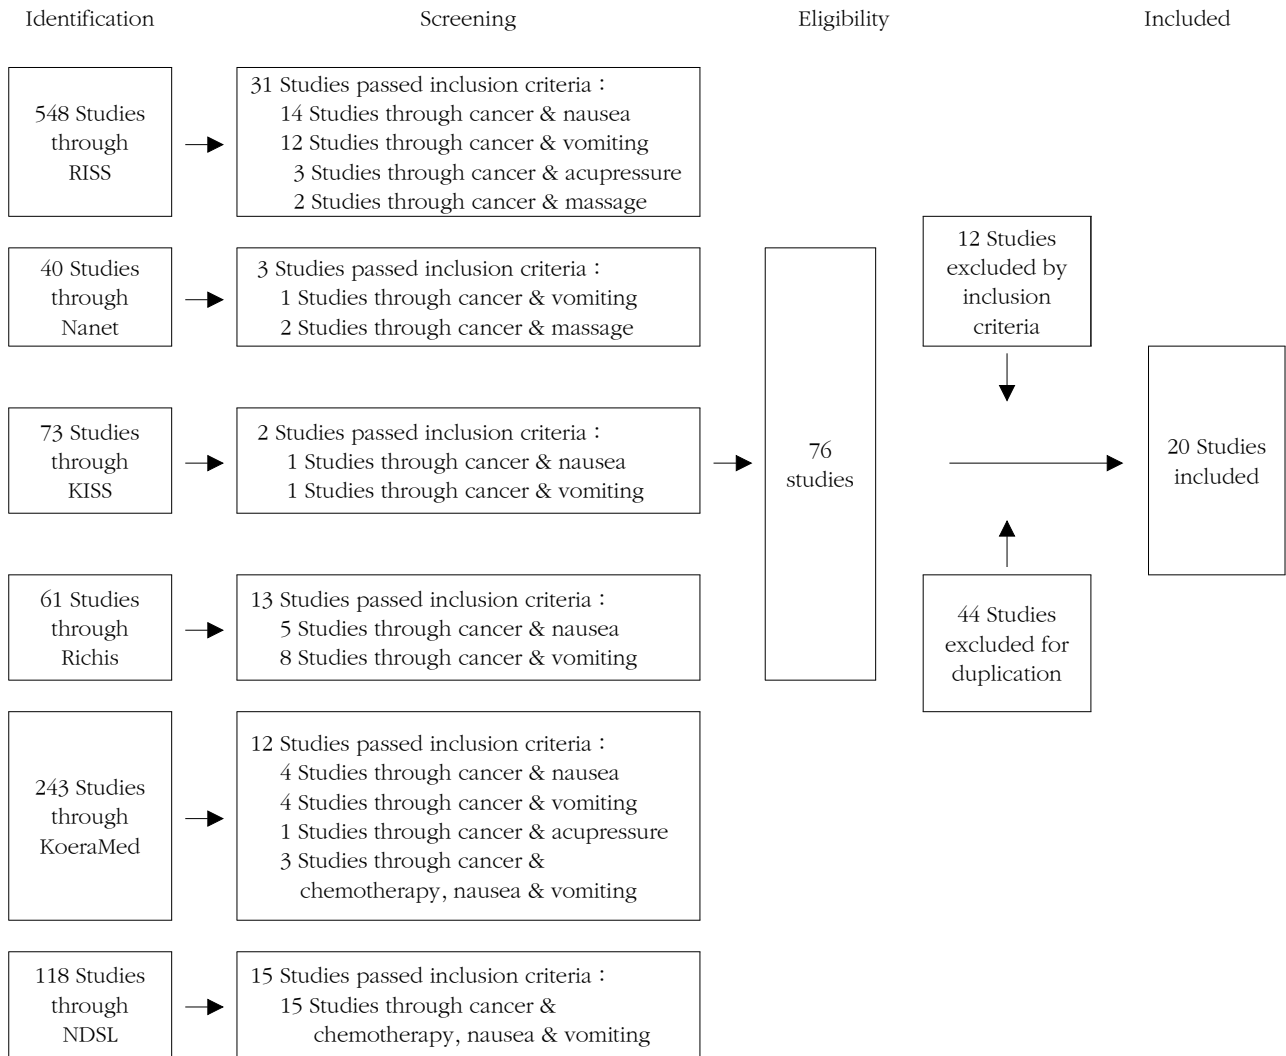 Identification
Screening
Eligibility
Included
548 Studies
through
RISS
31 Studies passed inclusion criteria :
14 Studies through cancer & nausea
12 Studies through cancer & vomiting
3 Studies through cancer & acupressure
2 Studies through cancer & massage
40 Studies
through
Nanet
3 Studies passed inclusion criteria :
1 Studies through cancer & vomiting
2 Studies through cancer & massage
73 Studies
through
KISS
2 Studies passed inclusion criteria :
1 Studies through cancer & nausea
1 Studies through cancer & vomiting
61 Studies
through
Richis
13 Studies passed inclusion criteria :
5 Studies through cancer & nausea
8 Studies through cancer & vomiting
243 Studies
through
KoeraMed
12 Studies passed inclusion criteria :
4 Studies through cancer & nausea
4 Studies through cancer & vomiting
1 Studies through cancer & acupressure
3 Studies through cancer &
chemotherapy, nausea & vomiting
118 Studies
through
NDSL
15 Studies passed inclusion criteria :
15 Studies through cancer &
chemotherapy, nausea & vomiting
76
studies
12 Studies
excluded by
inclusion
criteria
44 Studies
excluded for
duplication
20 Studies
included